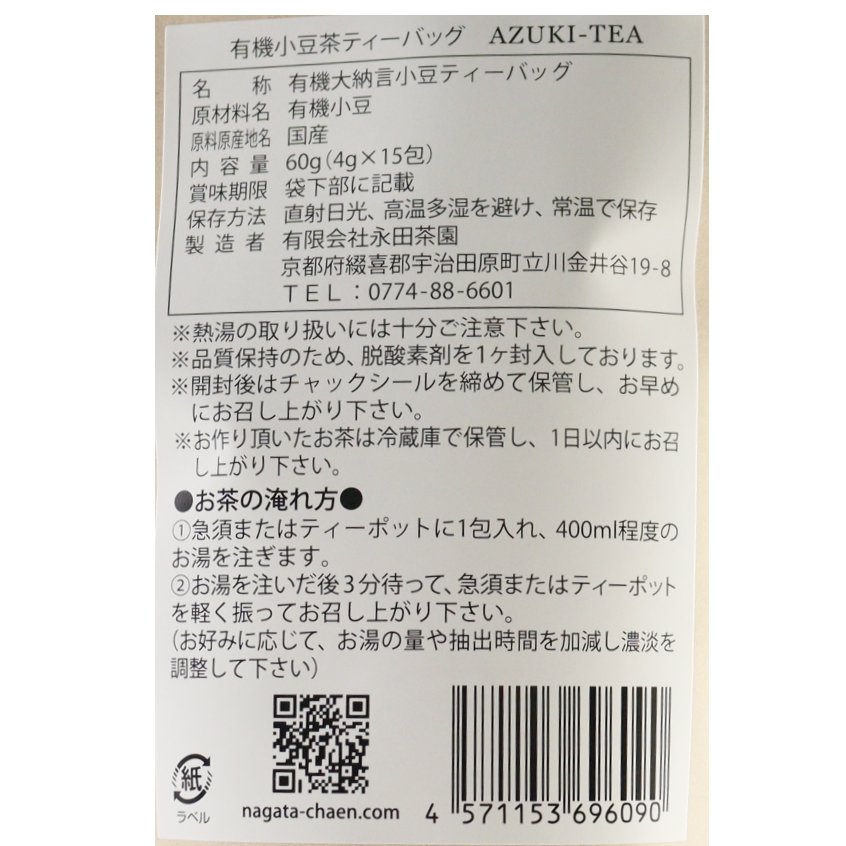 有機小豆茶ティーバッグ AZUKI-TEA
名称 有機大納言小豆ティーバッグ
原材料名 有機小豆
原料原産地名 国産
内容量 60g(4g×15包)
賞味期限 袋下部に記載
保存方法 直射日光、高温多湿を避け、常温で保存
製造者 有限会社永田茶園
京都府綴喜郡宇治田原町立川金井谷19-8
TEL:0774-88-6601
※熱湯の取り扱いには十分ご注意下さい。
※品質保持のため、脱酸素剤を1ヶ封入しております。
※開封後はチャックシールを締めて保管し、お早め
にお召し上がり下さい。
※お作り頂いたお茶は冷蔵庫で保管し、1日以内にお召
し上がり下さい。
●お茶の淹れ方●
①急須またはティーポットに1包入れ、400ml程度の
お湯を注ぎます。
②お湯を注いだ後3分待って、急須またはティーポット
を軽く振ってお召し上がり下さい。
(お好みに応じて、お湯の量や抽出時間を加減し濃淡を
調整して下さい)
紙
ラベル
nagata-chaen.com
4 571153 696090